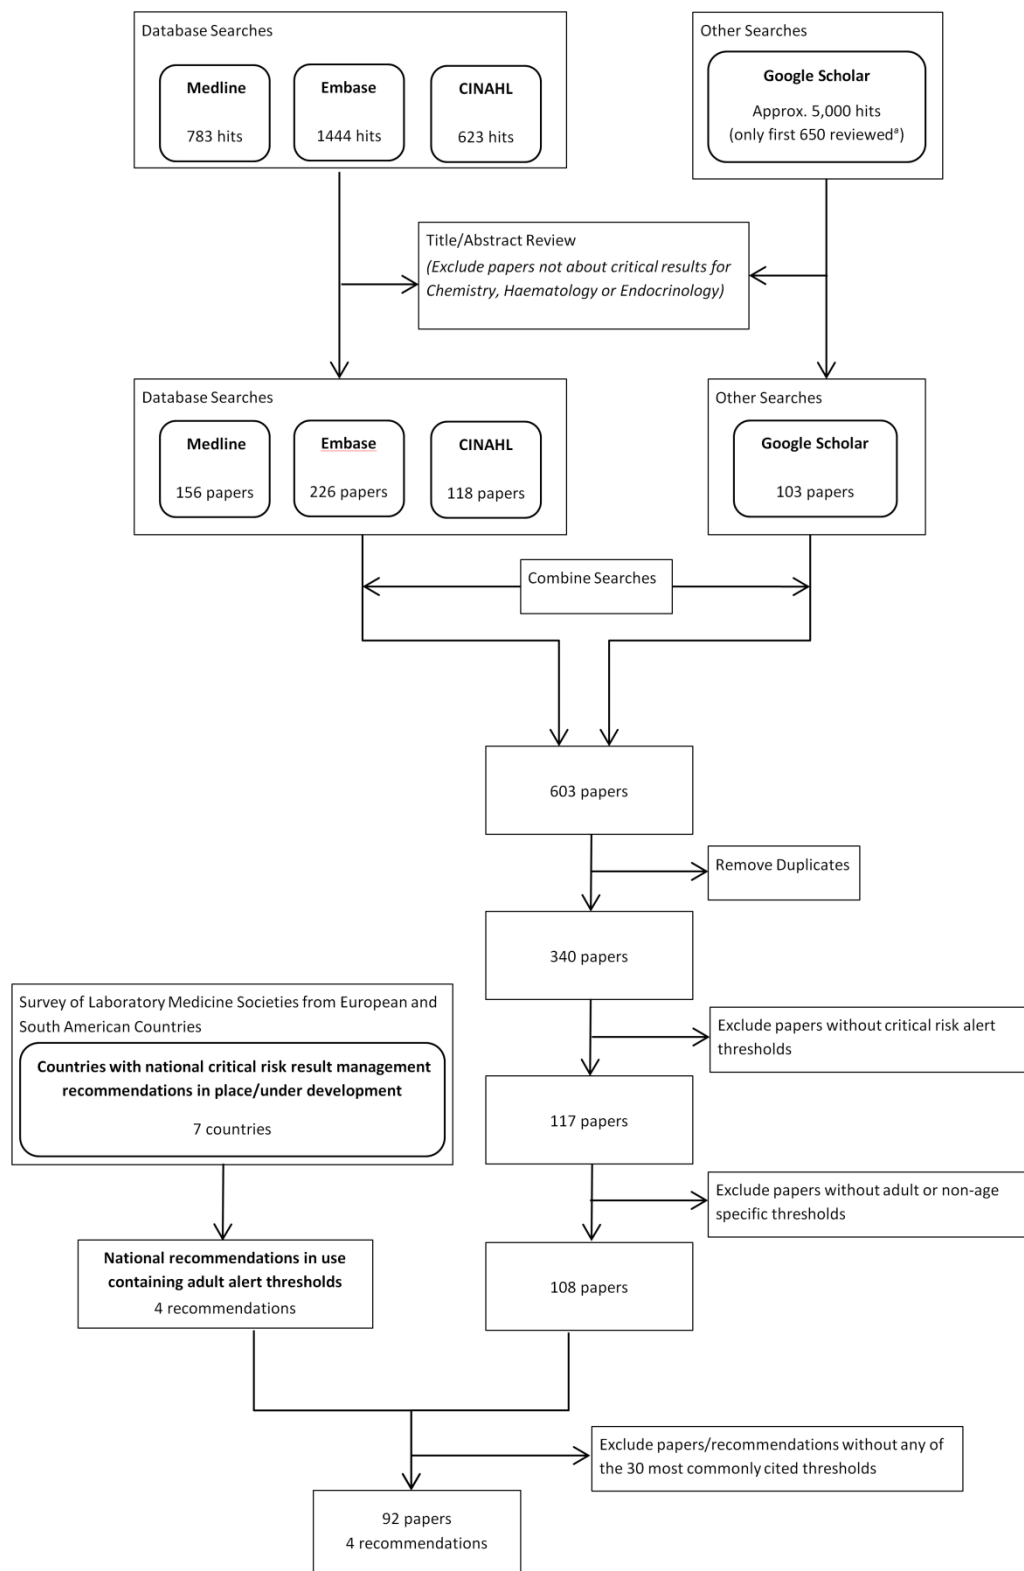 Database Searches
Medline
783 hits
Embase
1444 hits
CINAHL
623 hits
Other Searches
Google Scholar
Approx. 5,000 hits
(only first 650 reviewedª)
Title/Abstract Review
(Exclude papers not about critical results for
Chemistry, Haematology or Endocrinology)
Database Searches
Medline
156 papers
Embase
226 papers
CINAHL
118 papers
Other Searches
Google Scholar
103 papers
Combine Searches
603 papers
Remove Duplicates
340 papers
Survey of Laboratory Medicine Societies from European and
South American Countries
Countries with national critical risk result management
recommendations in place/under development
7 countries
Exclude papers without critical risk alert
thresholds
117 papers
Exclude papers without adult or non-age
specific thresholds
National recommendations in use
containing adult alert thresholds
4 recommendations
108 papers
Exclude papers/recommendations without any of
the 30 most commonly cited thresholds
92 papers
4 recommendations